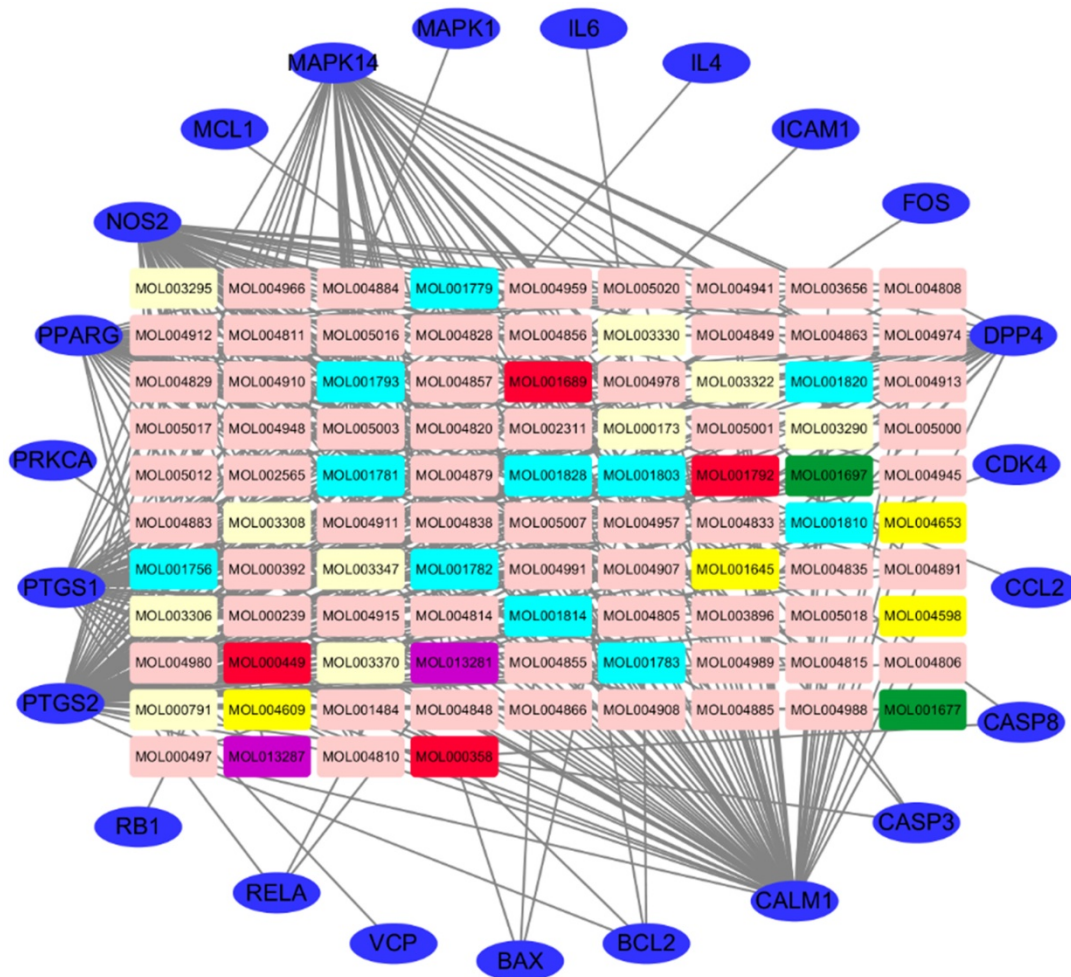 MAPK1
IL6
MAPK14
IL4
MCL1
ICAM1
NOS2
FOS
MOL003295 MOL004966 MOL004884 MOL001779 MOL004959 MOL005020 MOL004941 MOL003656 MOL004808
PPARG
MOL004912 MOL004811 MOL005016 MOL004828 MOL004856 MOL003330 MOL004849 MOL004863 MOL004974
DPP4
MOL004829 MOL004910 MOL001793 MOL004857 MOL001689 MOL004978 MOL003322 MOL001820 MOL004913
MOL005017 MOL004948 MOL005003 MOL004820 MOL002311 MOL000173 MOL005001 MOL003290 MOL005000
PRKCA
CDK4
MOL005012 MOL002565 MOL001781 MOL004879 MOL001828 MOL001803 MOL001792 MOL001697 MOL004945
MOL004883 MOL003308 MOL004911 MOL004838 MOL005007 MOL004957 MOL004833 MOL001810 MOL004653
MOL001756 MOL000392 MOL003347 MOL001782 MOL004991 MOL004907 MOL001645 MOL004835 MOL004891
PTGS1
CCL2
MOL003306 MOL000239 MOL004915 MOL004814 MOL001814 MOL004805 MOL003896 MOL005018 MOL004598
MOL004980 MOL000449 MOL003370 MOL013281 MOL004855 MOL001783 MOL004989 MOL004815 MOL004806
PTGS2
MOL000791 MOL004609 MOL001484 MOL004848 MOL004866 MOL004908 MOL004885 MOL004988 MOL001677
CASP8
MOL000497 MOL013287 MOL004810 MOL000358
RB1
CASP3
RELA
CALM1
VCP
BAX
BCL2